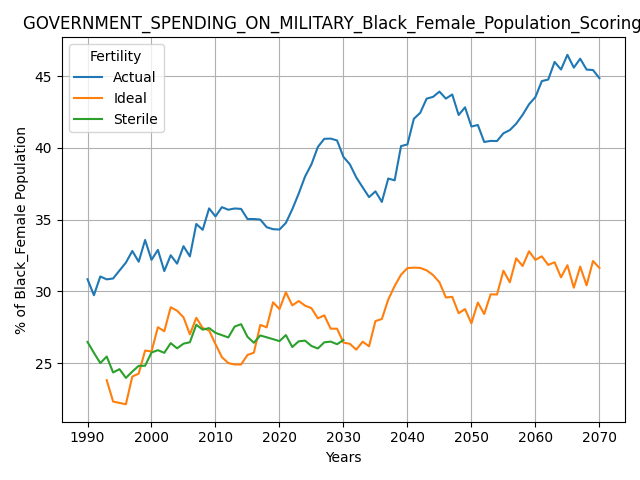 GOVERNMENT_SPENDING_ON_MILITARY_Black_Female_Population_Scoring
Fertility
Actual
Ideal
Sterile
% of Black_Female Population
45
40
35
30
25
1990 2000 2010 2020 2030 2040 2050 2060 2070
Years